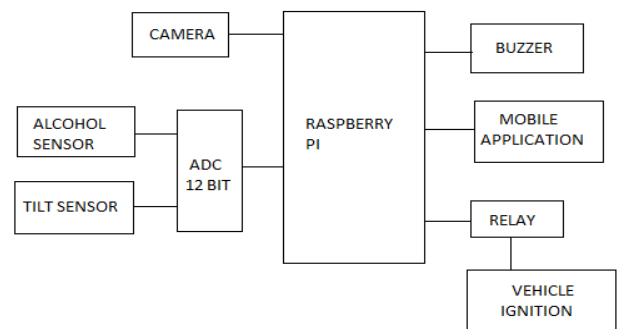 CAMERA
ALCOHOL
SENSOR
TILT SENSOR
ADC
12 BIT
RASPBERRY
PI
BUZZER
MOBILE
APPLICATION
RELAY
VEHICLE
IGNITION